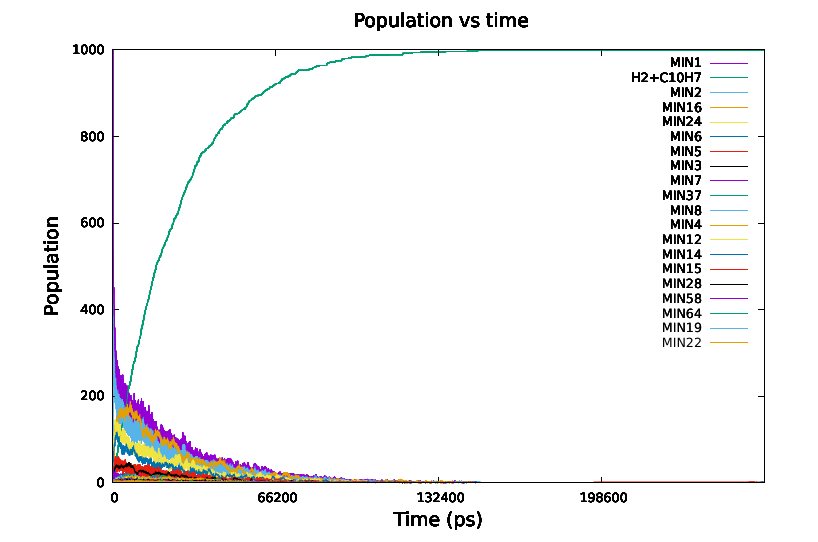 Population vs time
1000
800
600
400
200
0
Population
MIN1
H2+C10H7
MIN2
MIN16
MIN24
MIN6
MIN5
MIN3
MIN7
MIN37
MIN8
MIN4
MIN12
MIN14
MIN15
MIN28
MIN58
MIN64
MIN19
MIN22
0
66200
132400
198600
Time (ps)